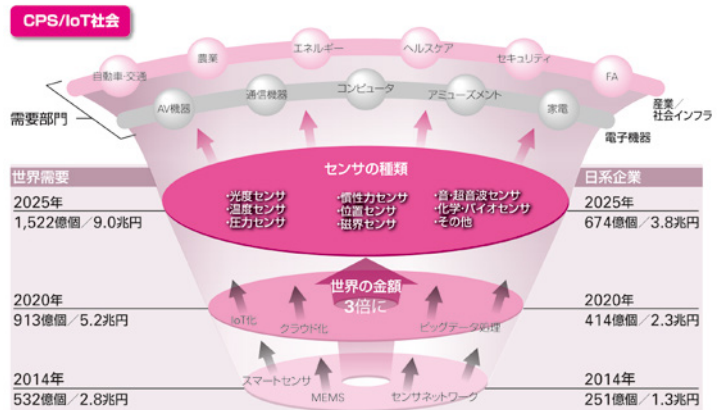 CPS/IoT社会
自動車・交通
農業
エネルギー
ヘルスケア
セキュリティ
FA
産業/
社会インフラ
需要部門
AV機器
通信機器
コンピュータ
アミューズメント
家電
電子機器
センサの種類
・光度センサ
・温度センサ
・圧力センサ
・慣性力センサ
・位置センサ
・磁界センサ
・音・超音波センサ
・化学・バイオセンサ
・その他
世界需要
2025年
1,522億個/9.0兆円
2020年
913億個/5.2兆円
2014年
532億個/2.8兆円
世界の金額
3倍に
IoT化
クラウド化
ビッグデータ処理
スマートセンサ
MEMS
センサネットワーク
日系企業
2025年
674億個/3.8兆円
2020年
414億個/2.3兆円
2014年
251億個/1.3兆円